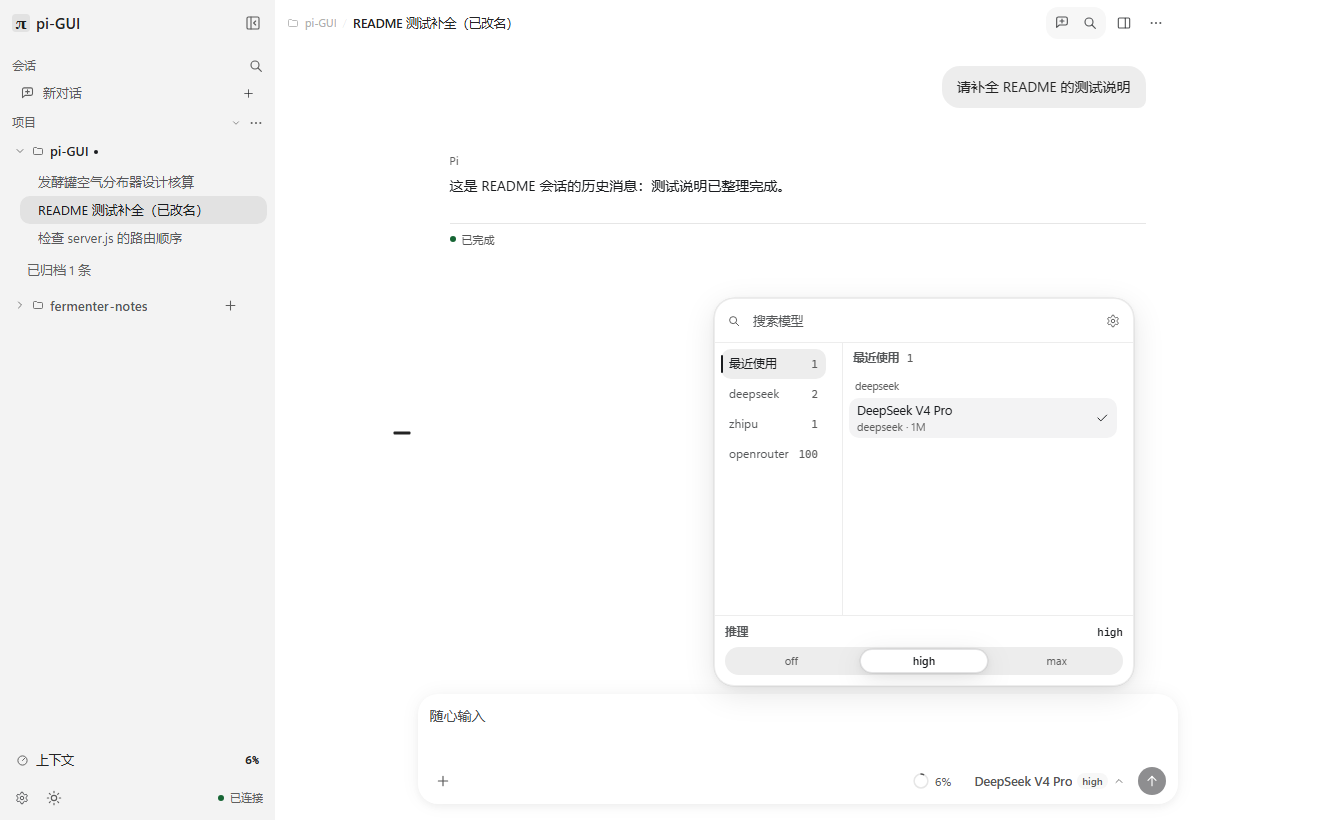 π pi-GUI
会话
新对话
项目
pi-GUI
发酵罐空气分布器设计核算
README 测试补全（已改名）
检查 server.js 的路由顺序
已归档 1 条
fermenter-notes
上下文 6%
已连接
pi-GUI / README 测试补全（已改名）
请补全 README 的测试说明
Pi
这是 README 会话的历史消息：测试说明已整理完成。
已完成
搜索模型
最近使用 1
deepseek 2
zhipu 1
openrouter 100
最近使用 1
deepseek
DeepSeek V4 Pro
deepseek · 1M
推理 high
off high max
随心输入
6% DeepSeek V4 Pro high